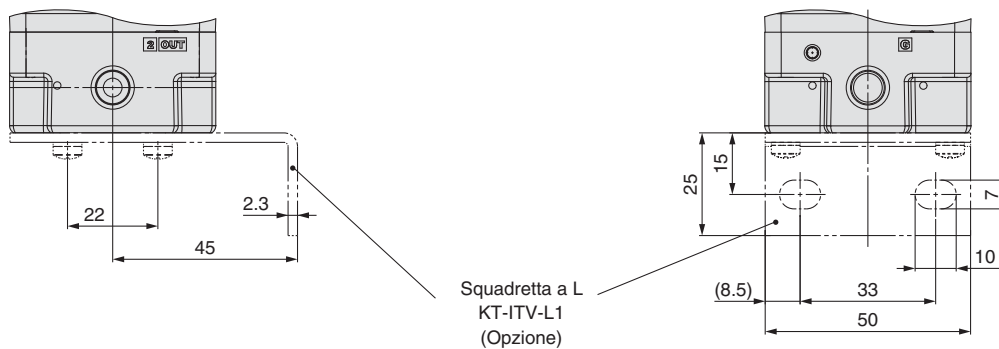 2 OUT
G
22
2.3
45
25
15
7
10
(8.5)
33
50
Squadretta a L
KT-ITV-L1
(Opzione)